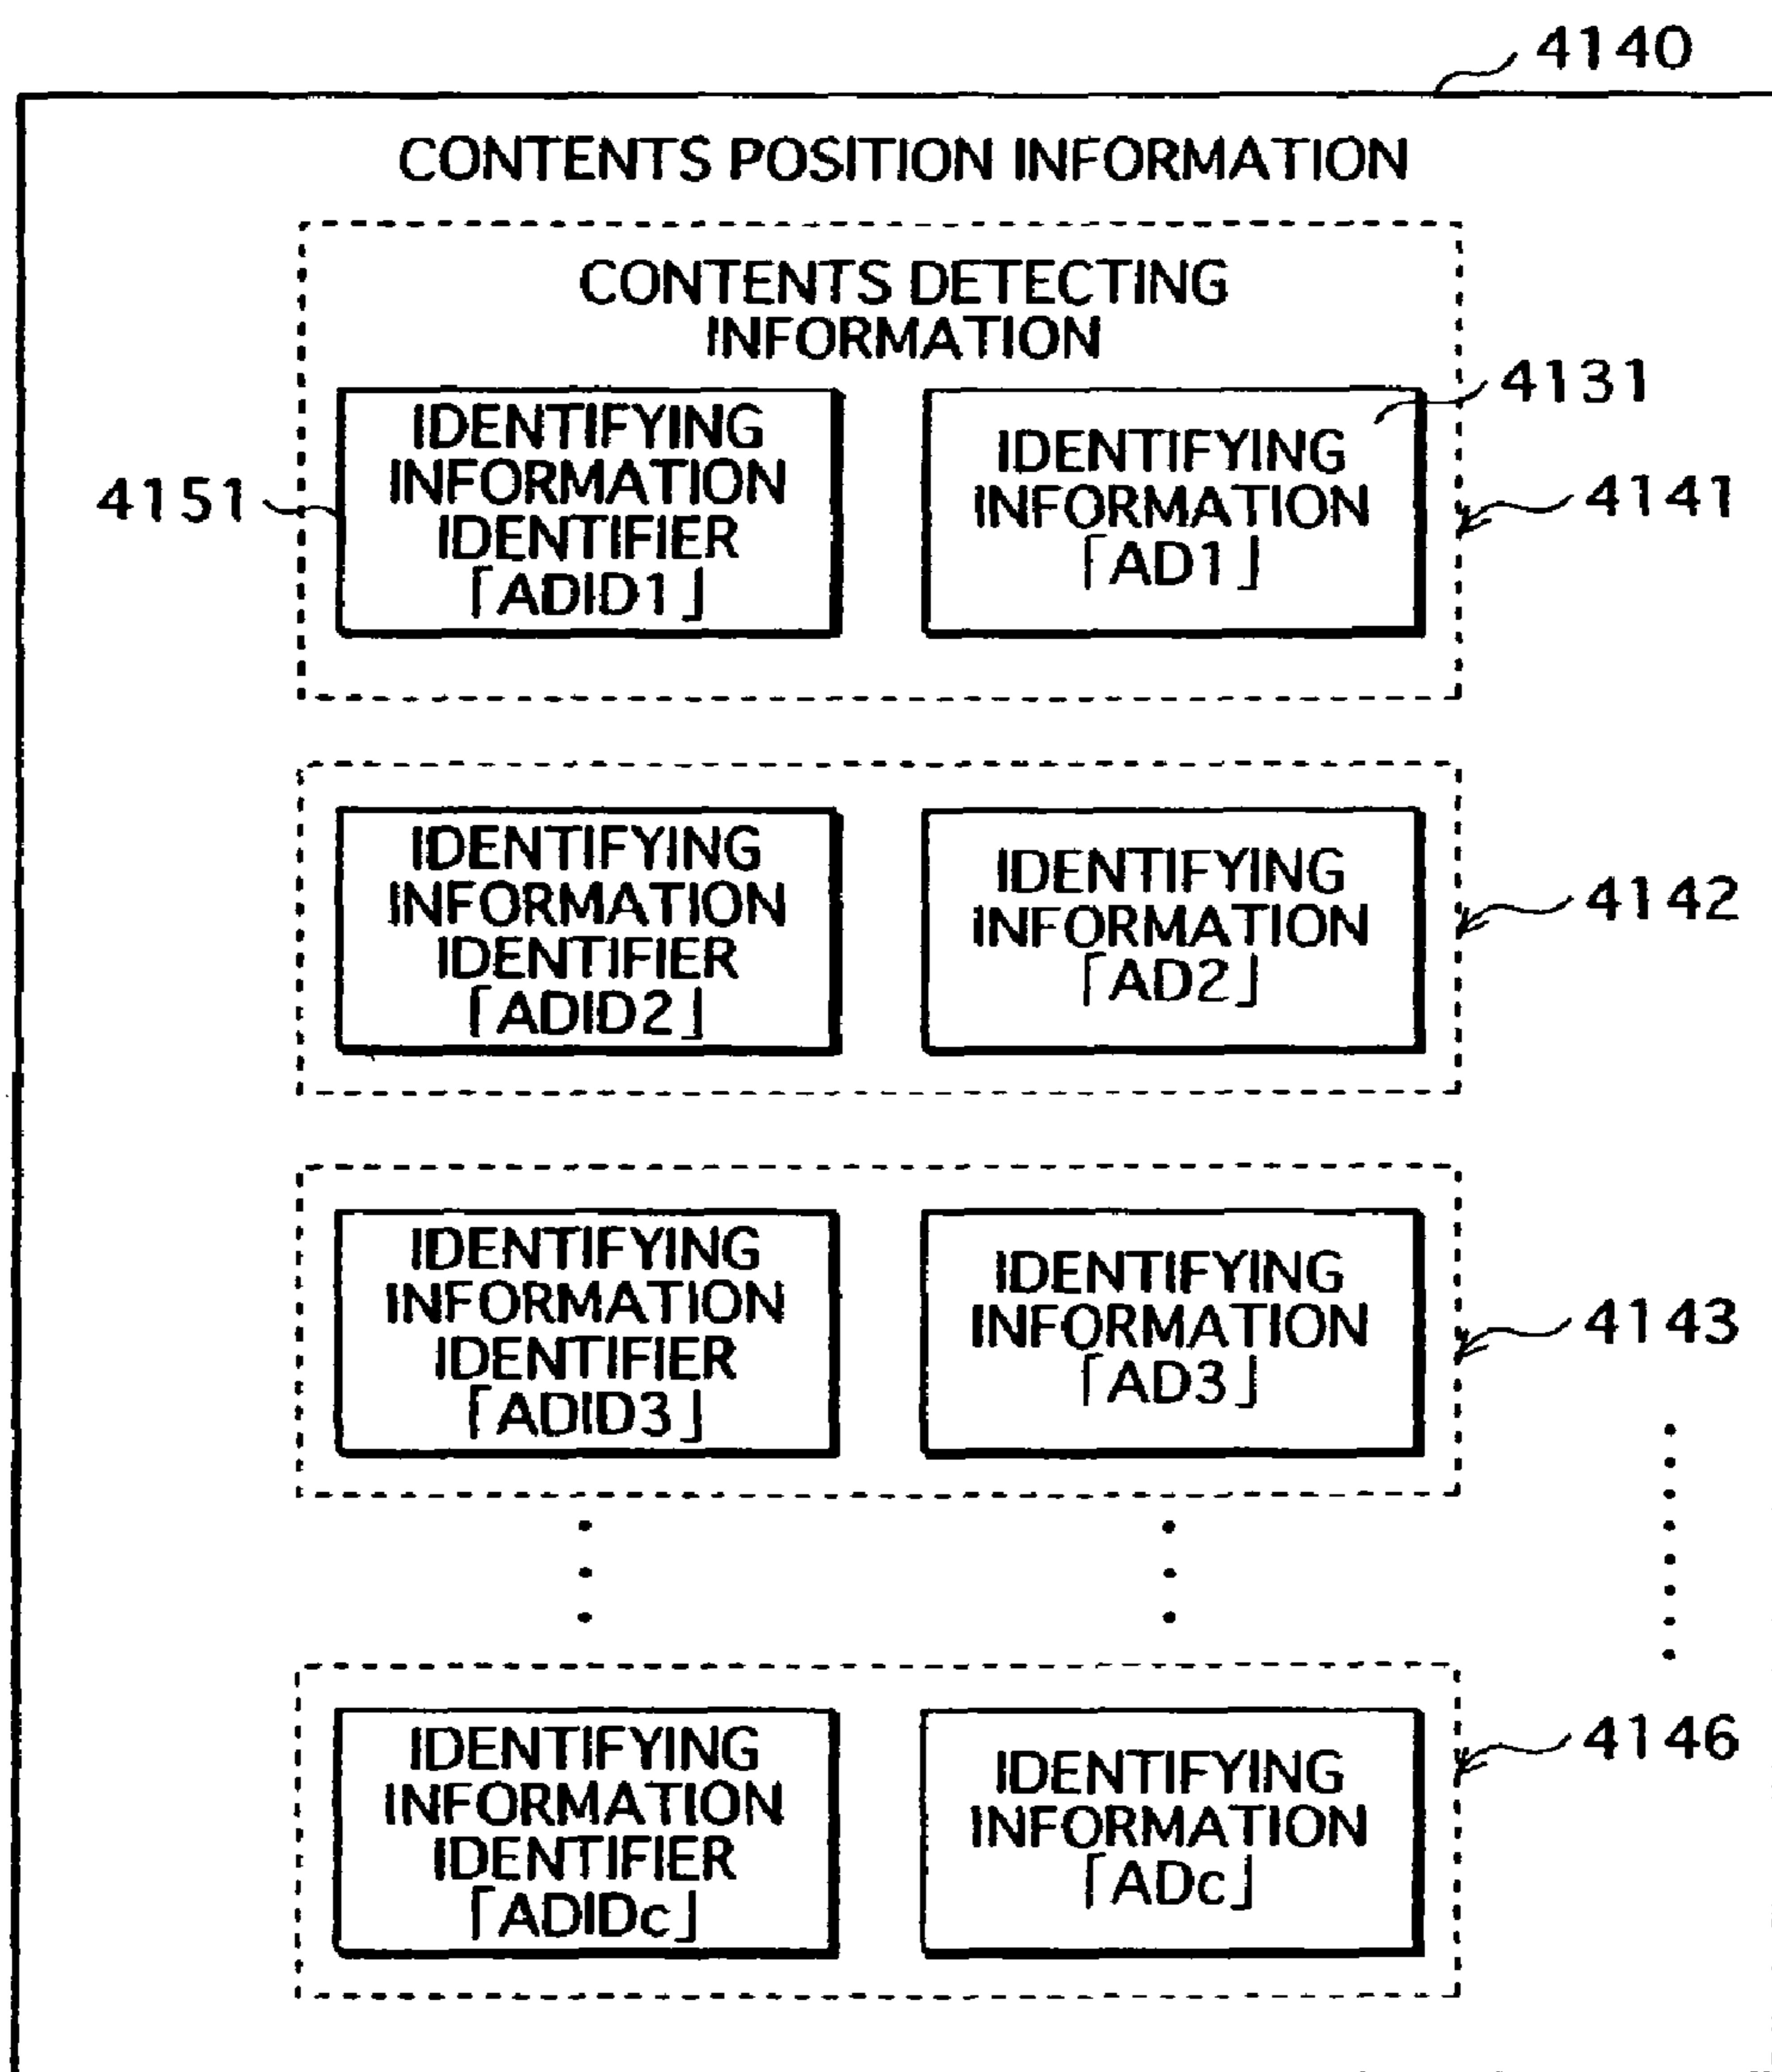 4140
CONTENTS POSITION INFORMATION
CONTENTS DETECTING
INFORMATION
4131
IDENTIFYING
INFORMATION
IDENTIFIER
「ADID1」
IDENTIFYING
INFORMATION
「AD1」
4151
4141
IDENTIFYING
INFORMATION
IDENTIFIER
「ADID2」
IDENTIFYING
INFORMATION
「AD2」
4142
IDENTIFYING
INFORMATION
IDENTIFIER
「ADID3」
IDENTIFYING
INFORMATION
「AD3」
4143
IDENTIFYING
INFORMATION
IDENTIFIER
「ADIDc」
IDENTIFYING
INFORMATION
「ADc」
4146